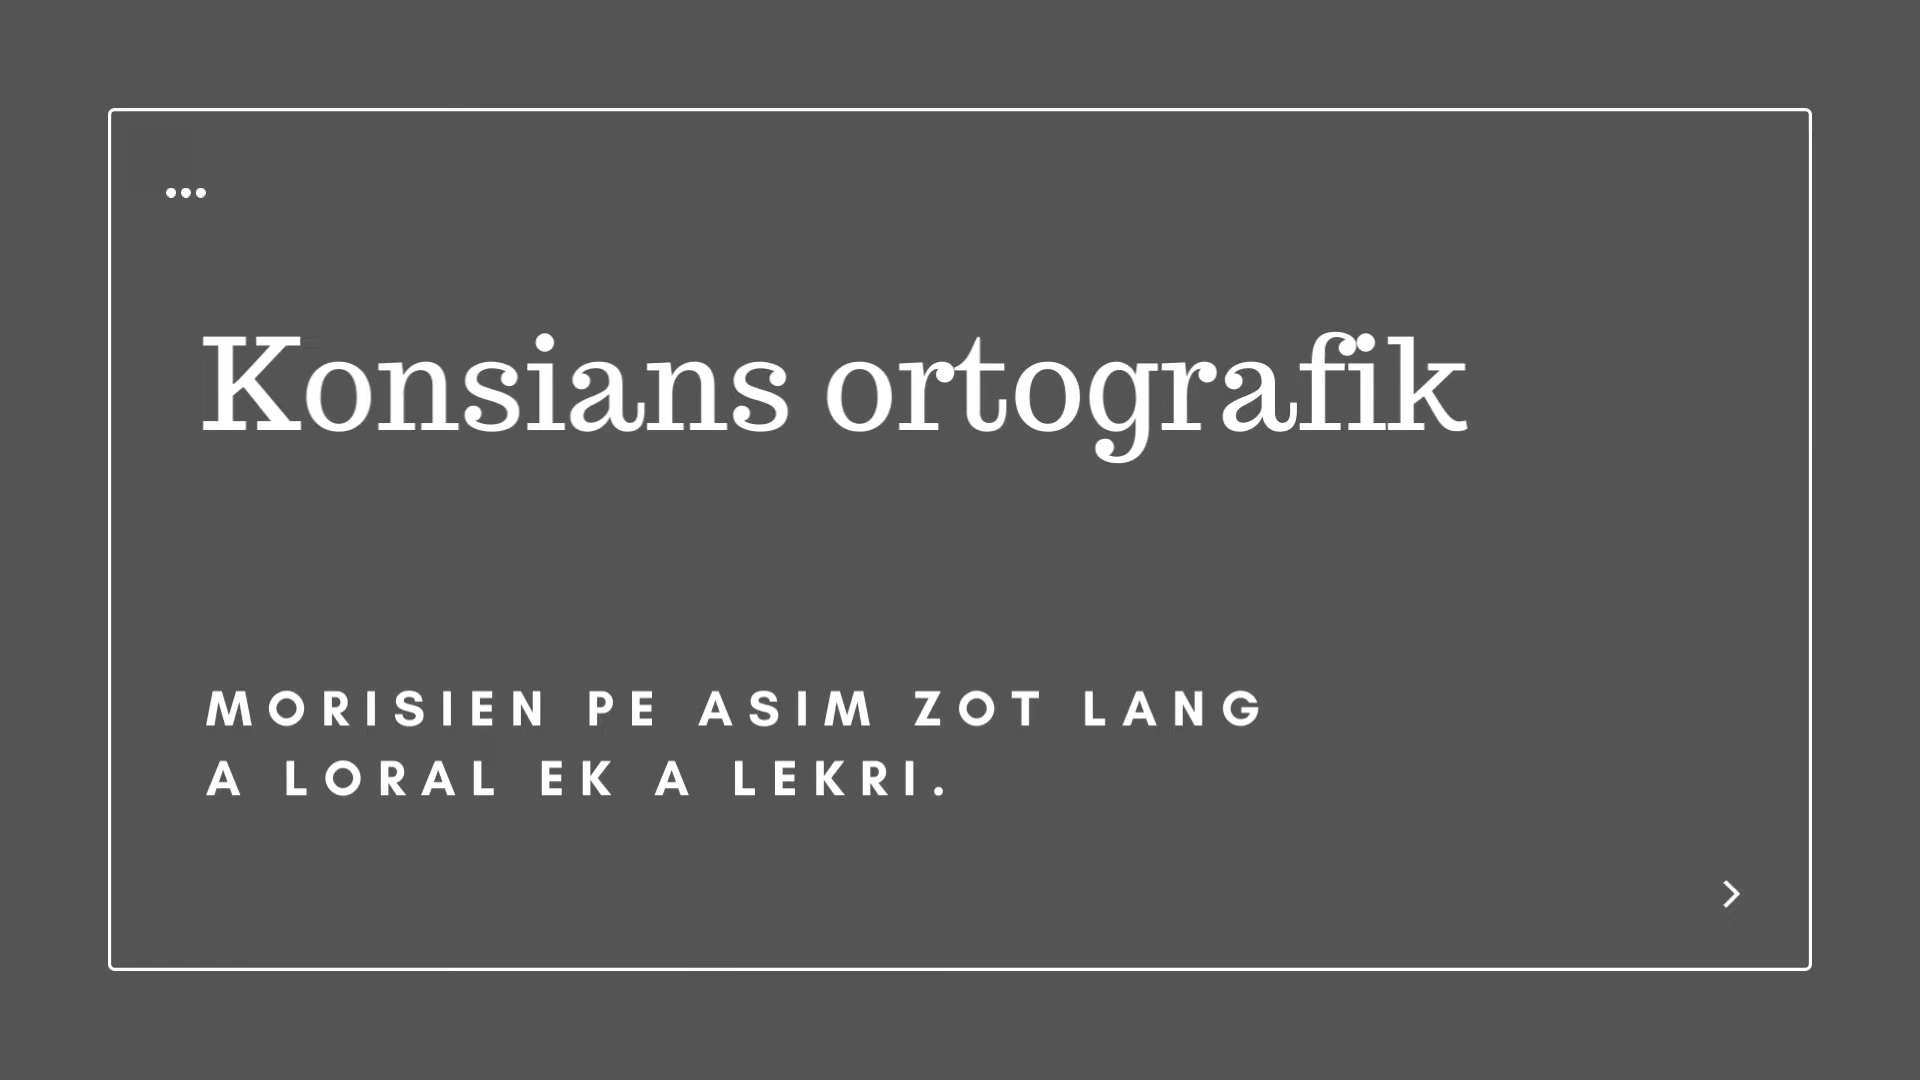 Konsians ortografik
MORISIEN PE ASIM ZOT LANG
A LORAL EK A LEKRI.